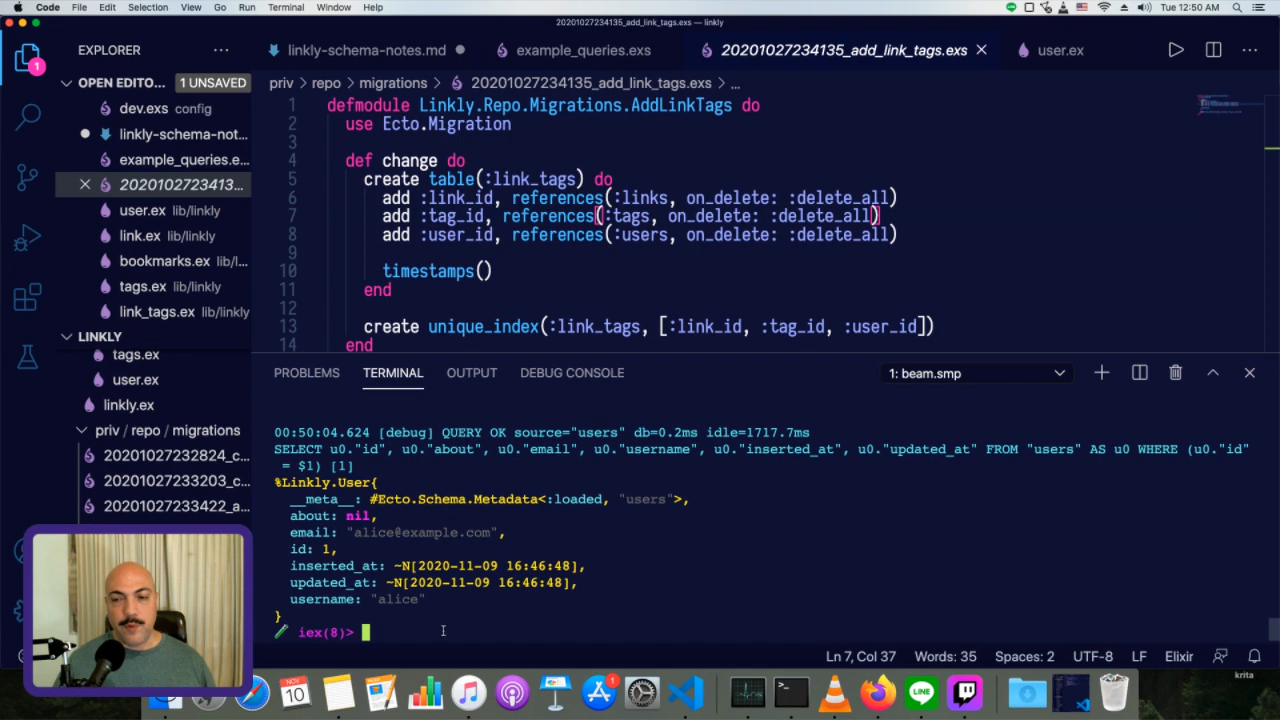 Code File Edit Selection View Go Run Terminal Window Help Tue 12:50 AM
20201027234135_add_link_tags.exs — linkly
EXPLORER
linkly-schema-notes.md example_queries.exs 20201027234135_add_link_tags.exs user.ex
1
OPEN EDITO... 1 UNSAVED
dev.exs config
linkly-schema-not...
example_queries.e...
2020102723413...
user.ex lib/linkly
link.ex lib/linkly
bookmarks.ex lib/l...
tags.ex lib/linkly
link_tags.ex lib/linkly
LINKLY
tags.ex
user.ex
linkly.ex
priv / repo / migrations
20201027232824_c...
20201027233203_c...
20201027233422_a...
priv > repo > migrations > 20201027234135_add_link_tags.exs > ...
1 defmodule Linkly.Repo.Migrations.AddLinkTags do
2 use Ecto.Migration
3
4 def change do
5 create table(:link_tags) do
6 add :link_id, references(:links, on_delete: :delete_all)
7 add :tag_id, references(:tags, on_delete: :delete_all)
8 add :user_id, references(:users, on_delete: :delete_all)
9
10 timestamps()
11 end
12
13 create unique_index(:link_tags, [:link_id, :tag_id, :user_id])
14 end
PROBLEMS TERMINAL OUTPUT DEBUG CONSOLE 1: beam.smp
00:50:04.624 [debug] QUERY OK source="users" db=0.2ms idle=1717.7ms
SELECT u0."id", u0."about", u0."email", u0."username", u0."inserted_at", u0."updated_at" FROM "users" AS u0 WHERE (u0."id"
= $1) [1]
%Linkly.User{
__meta__: #Ecto.Schema.Metadata<:loaded, "users">,
about: nil,
email: "alice@example.com",
id: 1,
inserted_at: ~N[2020-11-09 16:46:48],
updated_at: ~N[2020-11-09 16:46:48],
username: "alice"
}
iex(8)>
Ln 7, Col 37 Words: 35 Spaces: 2 UTF-8 LF Elixir
NOV
10
1
LINE
krita